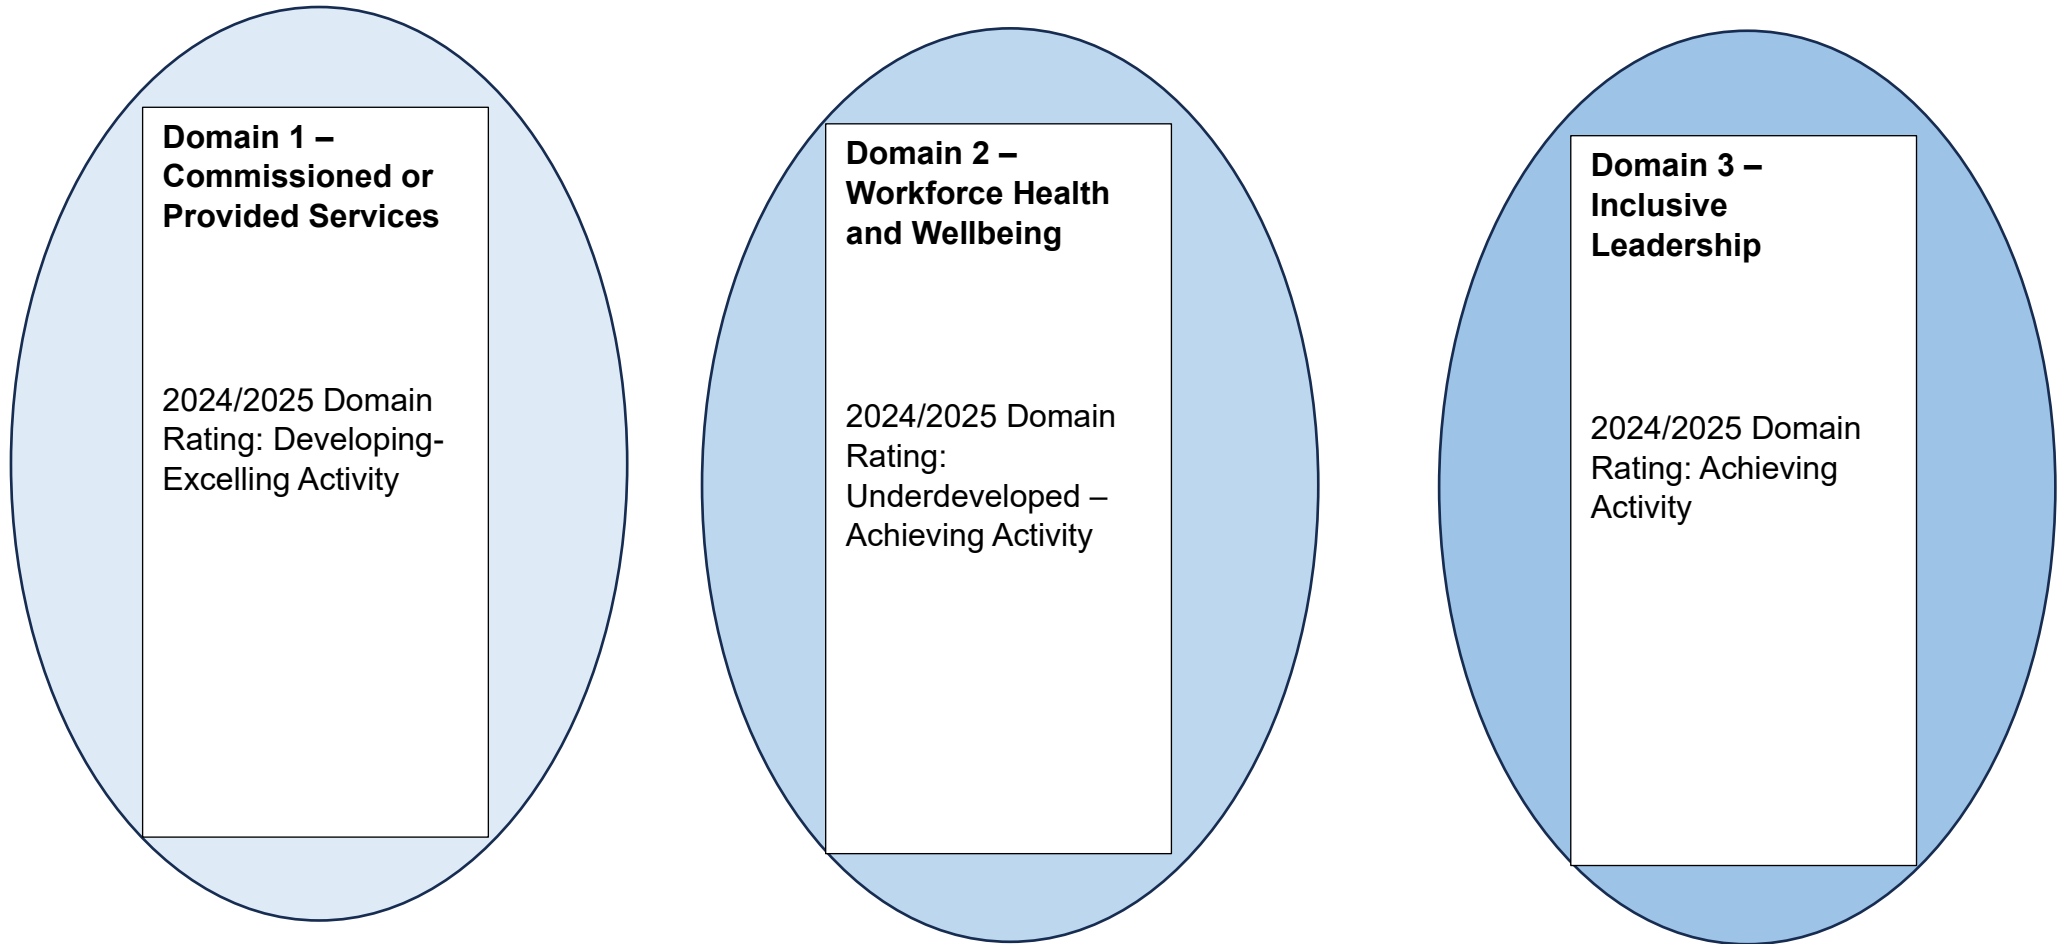 Domain 1 –
Commissioned or
Provided Services
2024/2025 Domain
Rating: Developing-
Excelling Activity
Domain 2 –
Workforce Health
and Wellbeing
2024/2025 Domain
Rating:
Underdeveloped –
Achieving Activity
Domain 3 –
Inclusive
Leadership
2024/2025 Domain
Rating: Achieving
Activity